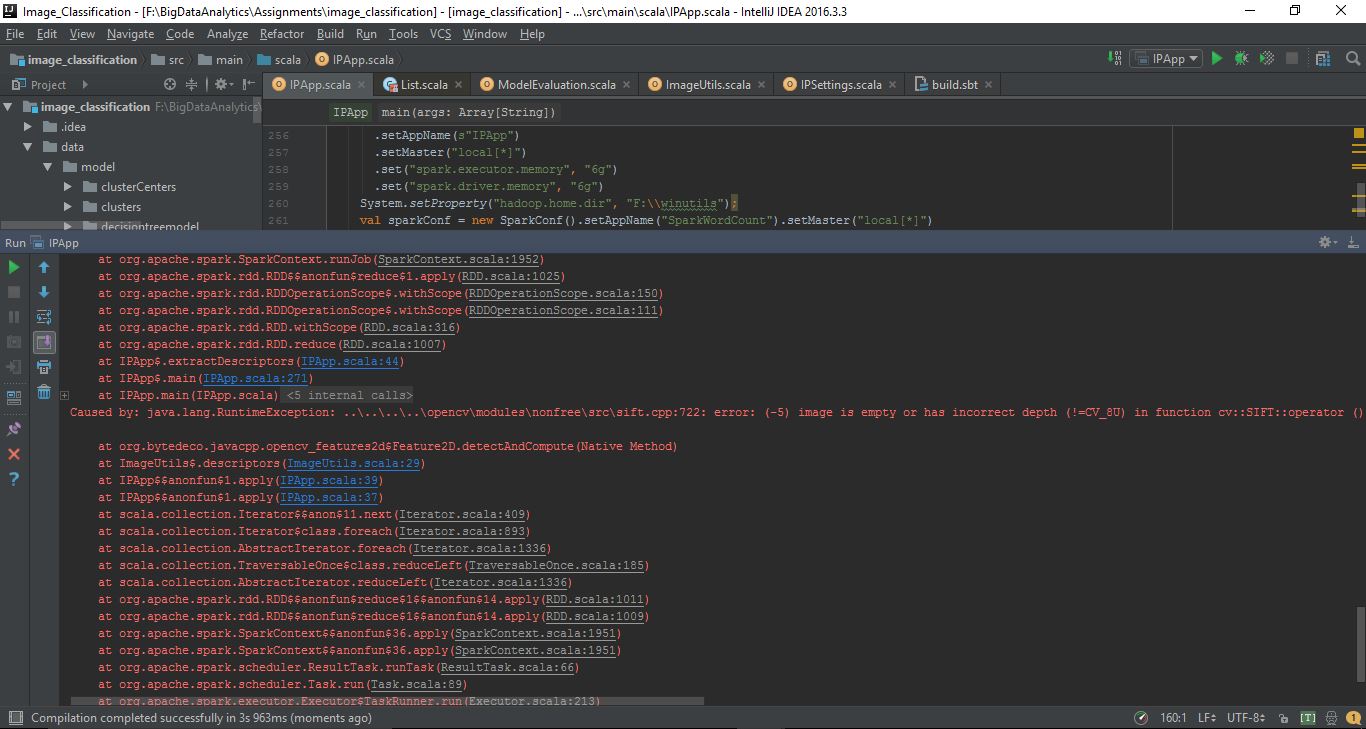 Image_Classification - [F:\BigDataAnalytics\Assignments\image_classification] - [image_classification] - ...\src\main\scala\IPApp.scala - IntelliJ IDEA 2016.3.3
File Edit View Navigate Code Analyze Refactor Build Run Tools VCS Window Help
image_classification src main scala IPApp.scala IPApp
Project IPApp.scala List.scala ModelEvaluation.scala ImageUtils.scala IPSettings.scala build.sbt
image_classification F:\BigDataAnalytics\
.idea
data
model
clusterCenters
clusters
decisiontreemodel
IPApp main(args: Array[String])
256 .setAppName(s"IPApp")
257 .setMaster("local[*]")
258 .set("spark.executor.memory", "6g")
259 .set("spark.driver.memory", "6g")
260 System.setProperty("hadoop.home.dir", "F:\\winutils");
261 val sparkConf = new SparkConf().setAppName("SparkWordCount").setMaster("local[*]")
Run IPApp
at org.apache.spark.SparkContext.runJob(SparkContext.scala:1952)
at org.apache.spark.rdd.RDD$$anonfun$reduce$1.apply(RDD.scala:1025)
at org.apache.spark.rdd.RDDOperationScope$.withScope(RDDOperationScope.scala:150)
at org.apache.spark.rdd.RDDOperationScope$.withScope(RDDOperationScope.scala:111)
at org.apache.spark.rdd.RDD.withScope(RDD.scala:316)
at org.apache.spark.rdd.RDD.reduce(RDD.scala:1007)
at IPApp$.extractDescriptors(IPApp.scala:44)
at IPApp$.main(IPApp.scala:271)
at IPApp.main(IPApp.scala) <5 internal calls>
Caused by: java.lang.RuntimeException: ..\..\..\..\opencv\modules\nonfree\src\sift.cpp:722: error: (-5) image is empty or has incorrect depth (!=CV_8U) in function cv::SIFT::operator ()
at org.bytedeco.javacpp.opencv_features2d$Feature2D.detectAndCompute(Native Method)
at ImageUtils$.descriptors(ImageUtils.scala:29)
at IPApp$$anonfun$1.apply(IPApp.scala:39)
at IPApp$$anonfun$1.apply(IPApp.scala:37)
at scala.collection.Iterator$$anon$11.next(Iterator.scala:409)
at scala.collection.Iterator$class.foreach(Iterator.scala:893)
at scala.collection.AbstractIterator.foreach(Iterator.scala:1336)
at scala.collection.TraversableOnce$class.reduceLeft(TraversableOnce.scala:185)
at scala.collection.AbstractIterator.reduceLeft(Iterator.scala:1336)
at org.apache.spark.rdd.RDD$$anonfun$reduce$1$$anonfun$14.apply(RDD.scala:1011)
at org.apache.spark.rdd.RDD$$anonfun$reduce$1$$anonfun$14.apply(RDD.scala:1009)
at org.apache.spark.SparkContext$$anonfun$36.apply(SparkContext.scala:1951)
at org.apache.spark.SparkContext$$anonfun$36.apply(SparkContext.scala:1951)
at org.apache.spark.scheduler.ResultTask.runTask(ResultTask.scala:66)
at org.apache.spark.scheduler.Task.run(Task.scala:89)
at org.apache.spark.executor.Executor$TaskRunner.run(Executor.scala:213)
Compilation completed successfully in 3s 963ms (moments ago) 160:1 LF UTF-8 [T] 1